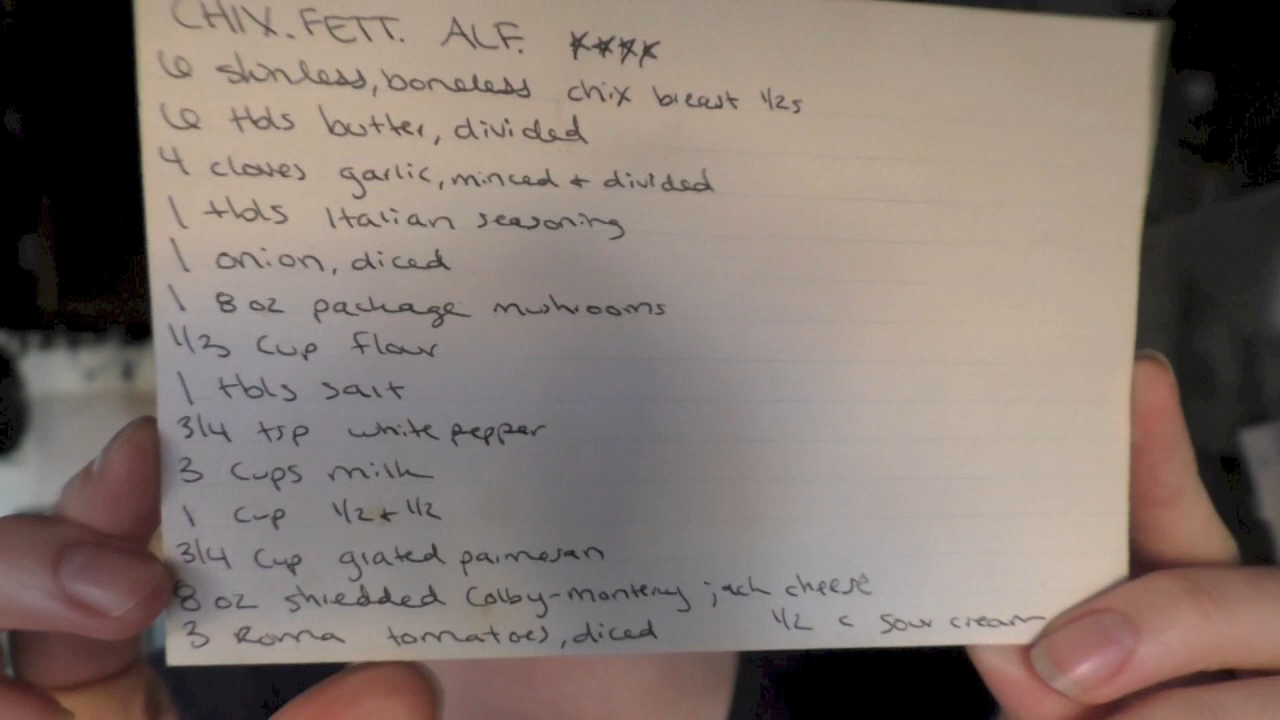 CHIX. FETT. ALF. ****
6 skinless, boneless chix breast 1/2s
6 tbls butter, divided
4 cloves garlic, minced + divided
1 tbls Italian seasoning
1 onion, diced
1 8 oz package mushrooms
1/3 cup flour
1 tbls salt
3/4 tsp white pepper
3 cups milk
1 cup 1/2 + 1/2
3/4 cup grated parmesan
8 oz shredded Colby-monterey jack cheese
3 Roma tomatoes, diced 1/2 c sour cream